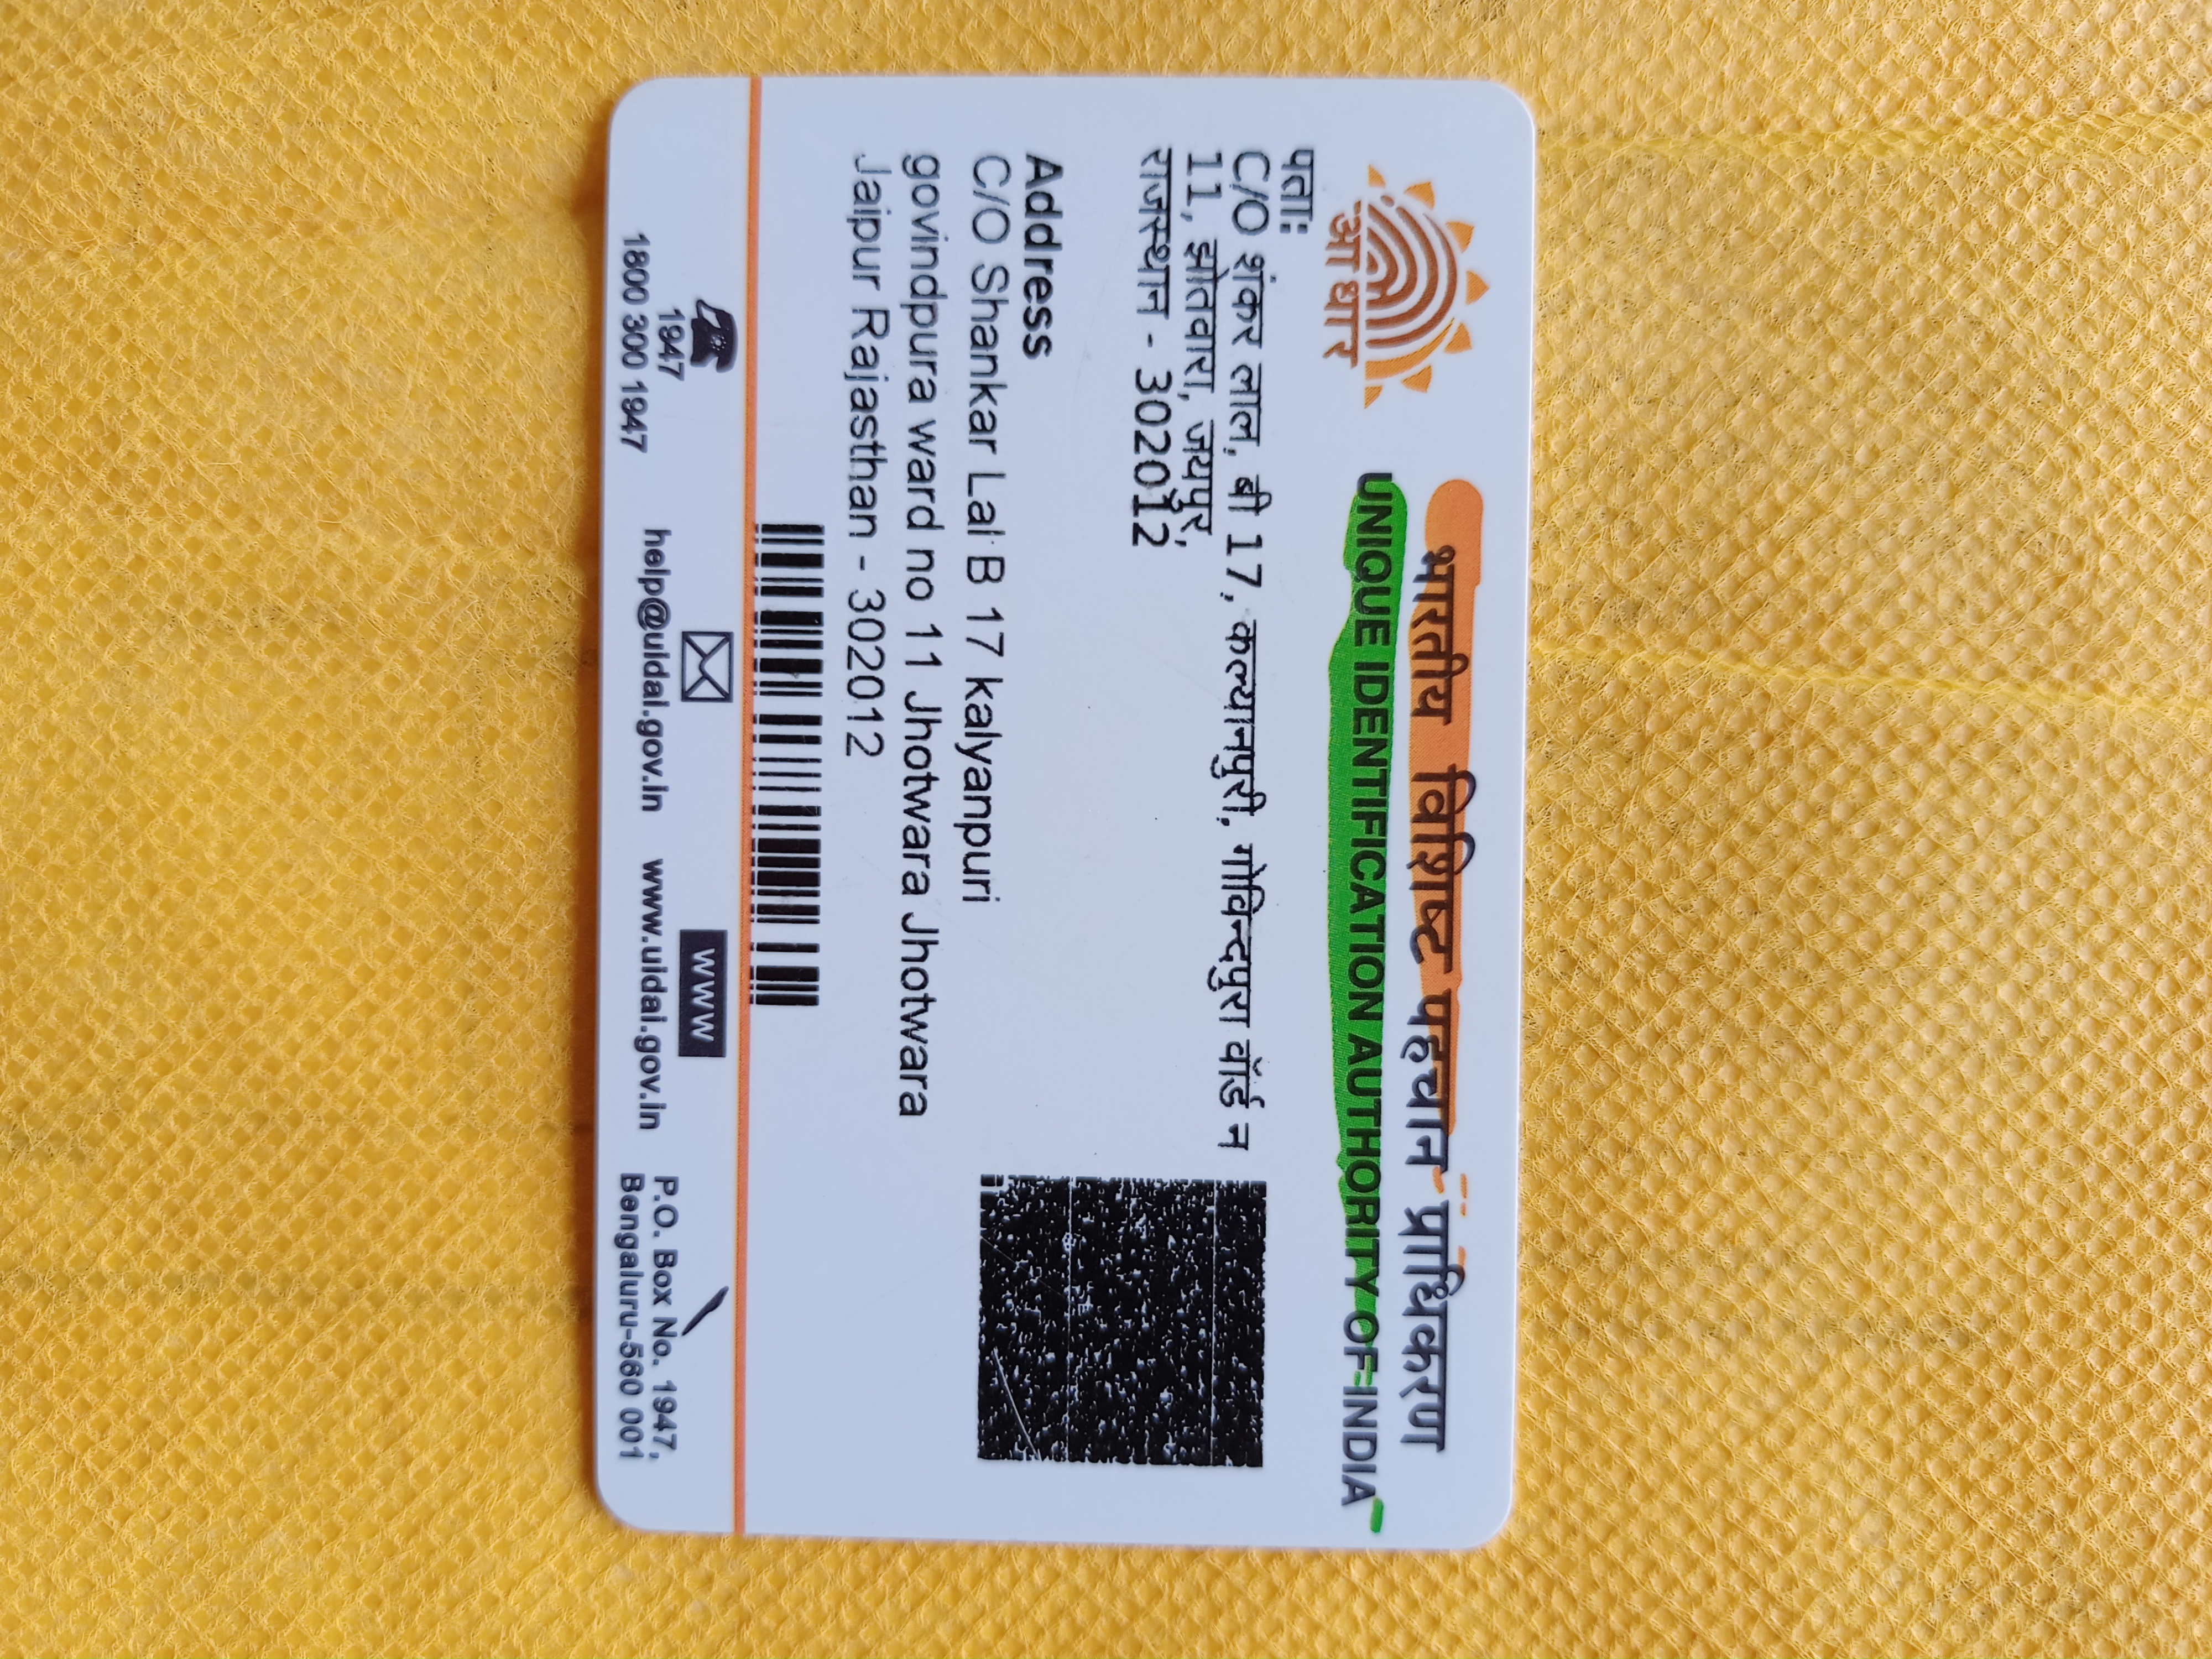 भारतीय विशिष्ट पहचान प्राधिकरण
UNIQUE IDENTIFICATION AUTHORITY OF INDIA
आधार
पताः
C/O शंकर लाल, बी 17, कल्यानपुरी, गोविन्दपुरा वॉर्ड न
11, झोतवारा, जयपुर,
राजस्थान - 302012
Address
C/O Shankar Lal B 17 kalyanpuri
govindpura ward no 11 Jhotwara Jhotwara
Jaipur Rajasthan - 302012
1947
1800 300 1947
help@uidai.gov.in
www
www.uidai.gov.in
P.O. Box No. 1947,
Bengaluru-560 001